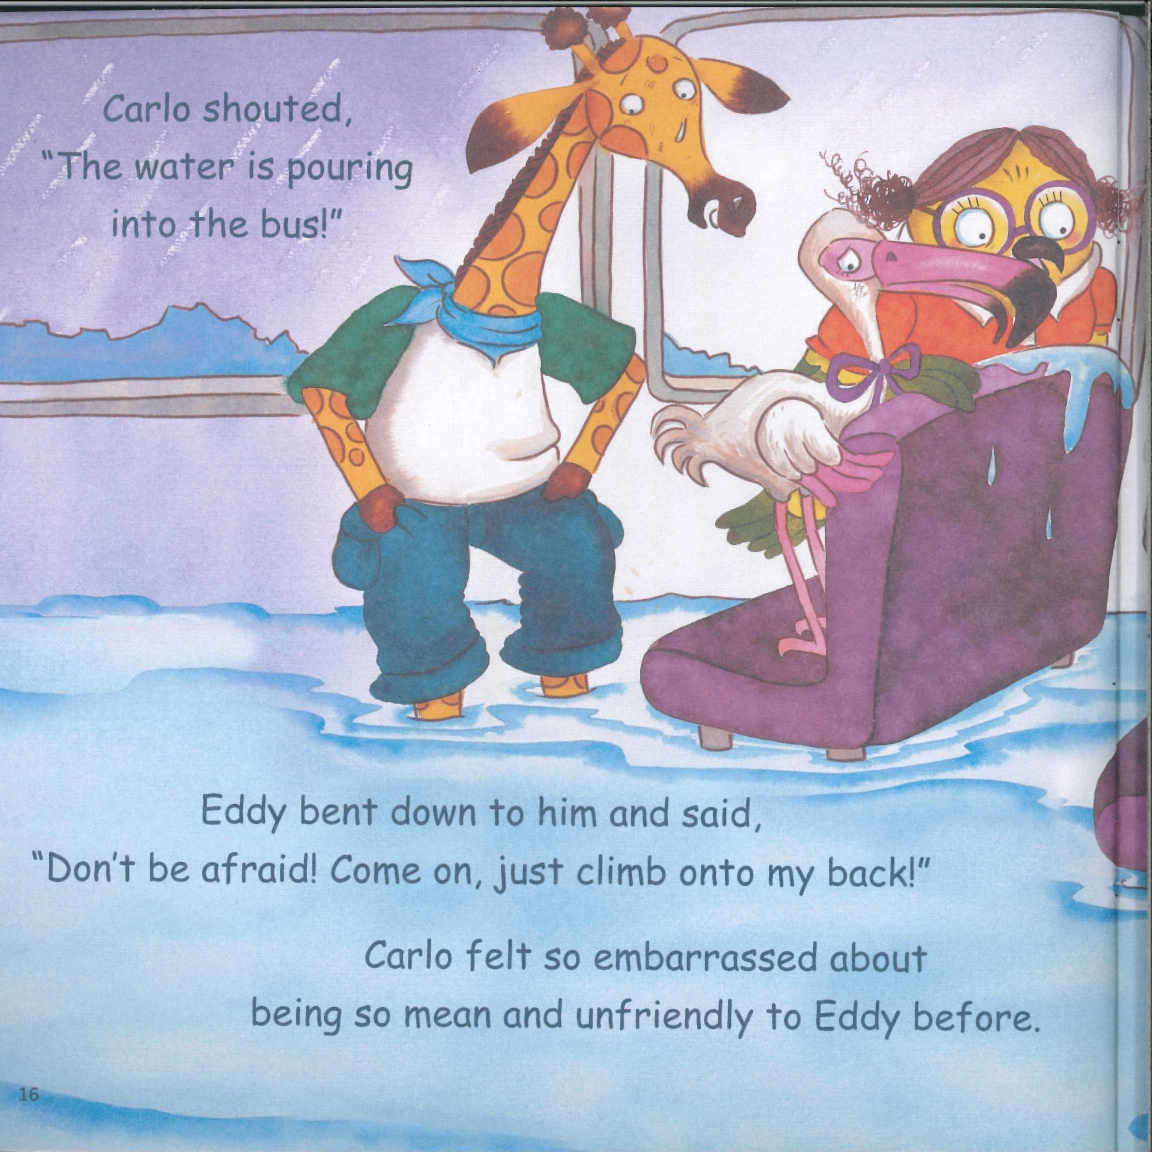 Carlo shouted,
“The water is pouring
into the bus!”
Eddy bent down to him and said,
“Don’t be afraid! Come on, just climb onto my back!”
Carlo felt so embarrassed about
being so mean and unfriendly to Eddy before.
16